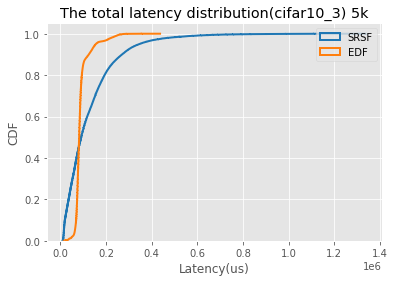 The total latency distribution(cifar10_3) 5k
1.0
0.8
0.6
0.4
0.2
0.0
CDF
SRSF
EDF
0.0 0.2 0.4 0.6 0.8 1.0 1.2 1.4
1e6
Latency(us)